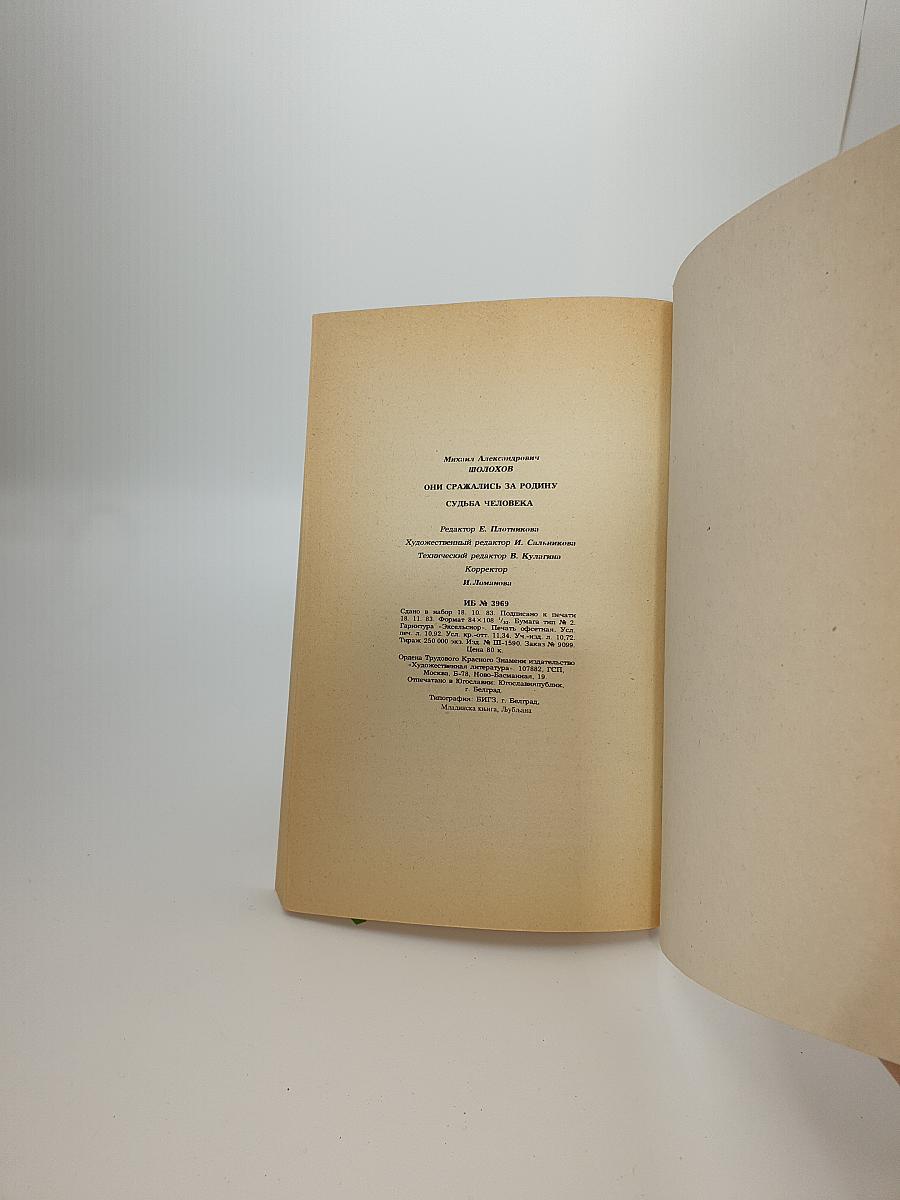 Михаил Александрович
ШОЛОХОВ
ОНИ СРАЖАЛИСЬ ЗА РОДИНУ
СУДЬБА ЧЕЛОВЕКА
Редактор Е. Плотникова
Художественный редактор И. Сальникова
Технический редактор В. Кулагина
Корректор
И. Ломанова
ИБ № 3969
Сдано в набор 18. 10. 83. Подписано к печати
18. 11. 83. Формат 84×108 1/32. Бумага тип № 2.
Гарнитура «Эксельсиор». Печать офсетная. Усл.
печ. л. 10,92. Усл. кр.-отт. 11,34. Уч.-изд. л. 10,72.
Тираж 250 000 экз. Изд. № III-1590. Заказ № 9099.
Цена 80 к.
Ордена Трудового Красного Знамени издательство
«Художественная литература». 107882, ГСП,
Москва, Б-78, Ново-Басманная, 19.
Отпечатано в Югославии: Югославияпублик,
г. Белград
Типография: БИГЗ, г. Белград,
Младинска књига, Љубљана